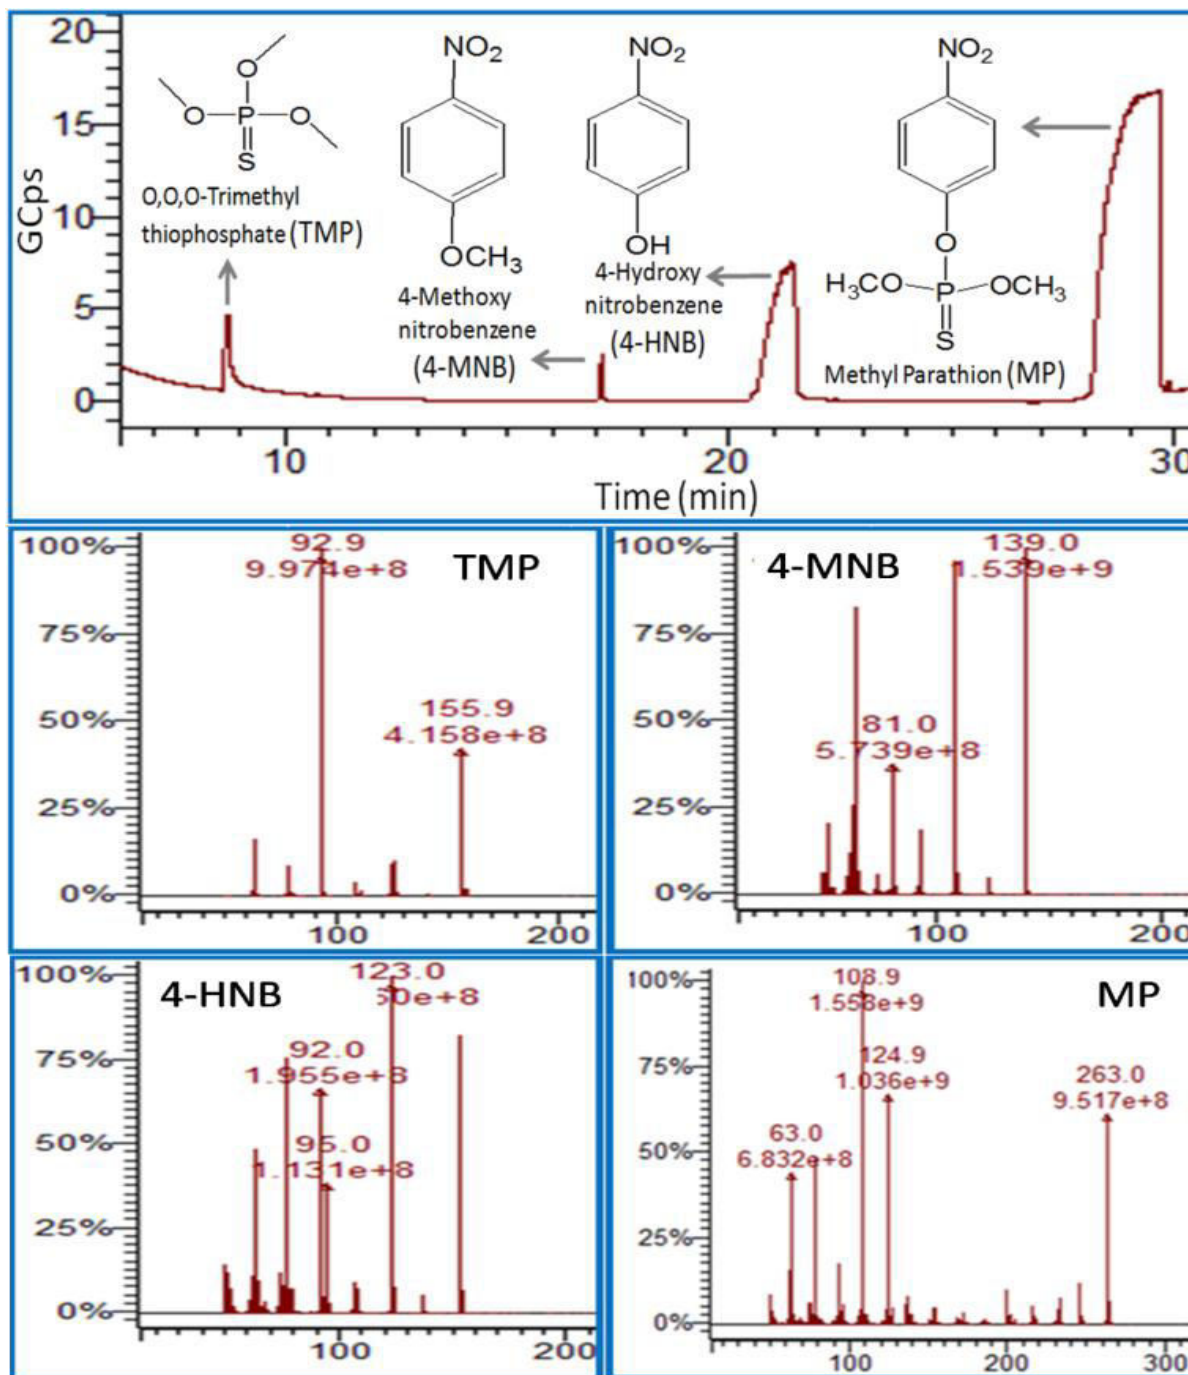 20
15
10
5
0
GCps
NO₂
NO₂
NO₂
O
O
P
O
S
O,O,O-Trimethyl
thiophosphate (TMP)
OCH₃
4-Methoxy
nitrobenzene
(4-MNB)
OH
4-Hydroxy
nitrobenzene
(4-HNB)
O
H₃CO
P
OCH₃
S
Methyl Parathion (MP)
10
20
30
Time (min)
TMP
100%
75%
50%
25%
0%
92.9
9.974e+8
155.9
4.158e+8
100
200
4-MNB
100%
75%
50%
25%
0%
139.0
1.539e+9
81.0
5.739e+8
100
200
4-HNB
100%
75%
50%
25%
0%
123.0
60e+8
92.0
1.955e+8
95.0
1.131e+8
100
200
MP
100%
75%
50%
25%
0%
108.9
1.558e+9
124.9
1.036e+9
263.0
9.517e+8
63.0
6.832e+8
100
200
300